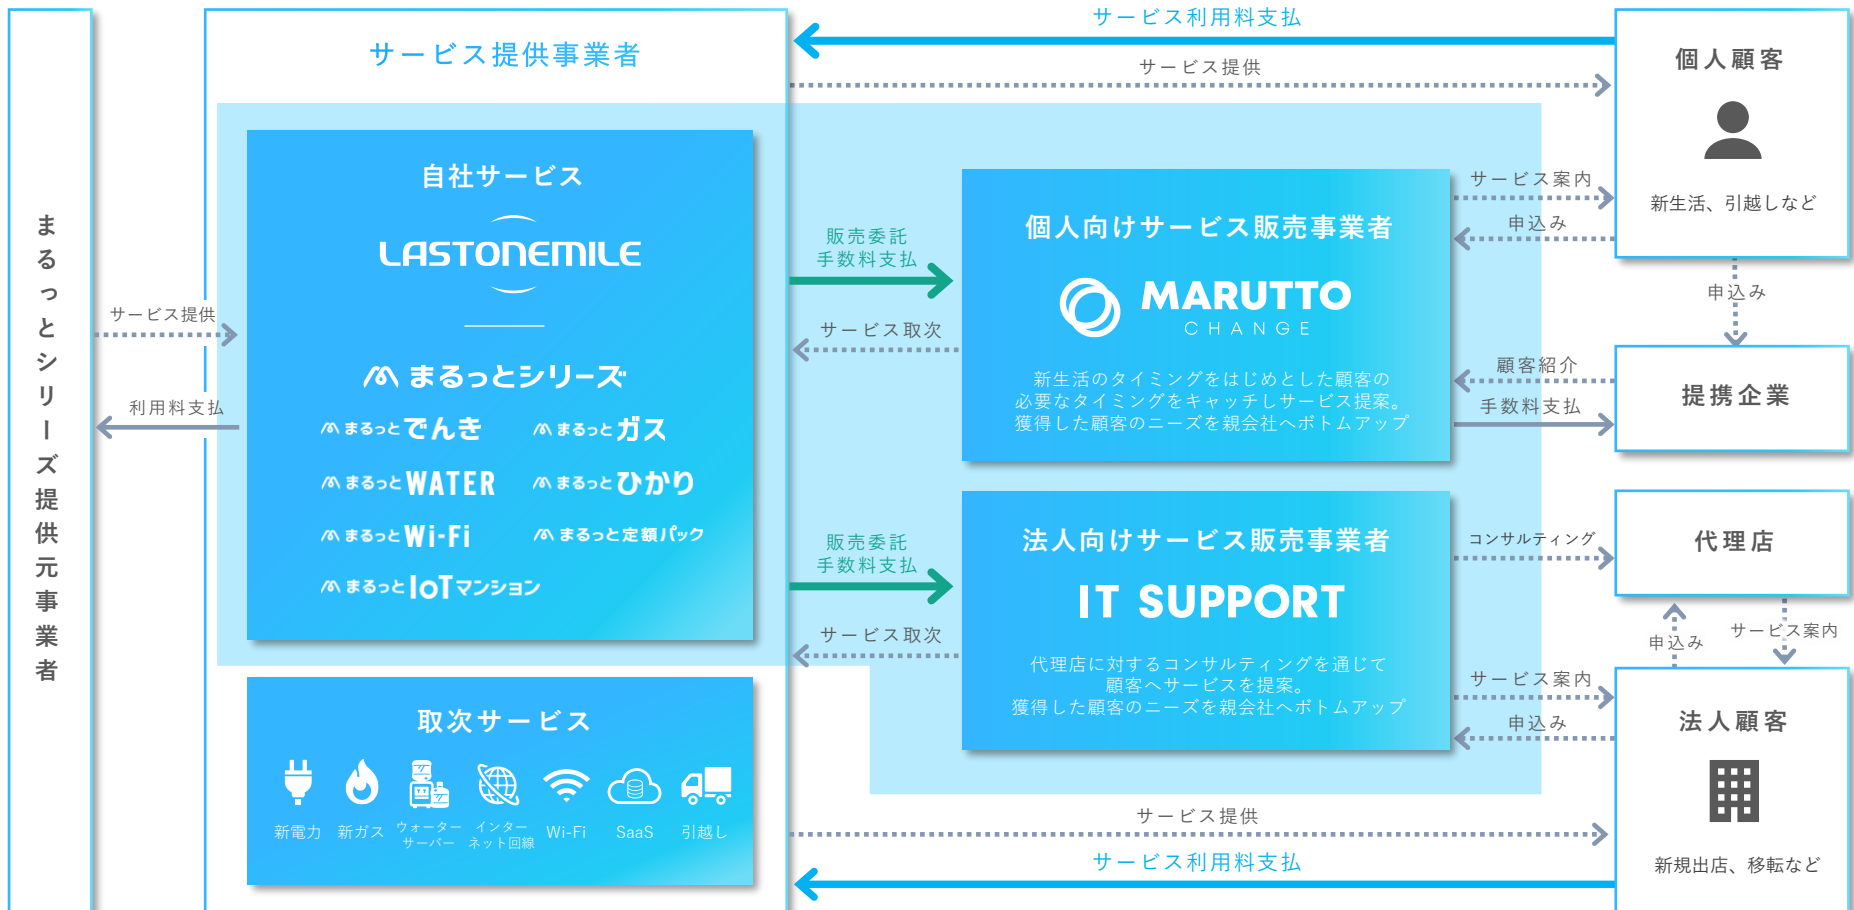 まるっとシリーズ提供元事業者
サービス提供
利用料支払
サービス提供事業者
自社サービス
LASTONEMILE
まるっとシリーズ
まるっとでんき
まるっとガス
まるっとWATER
まるっとひかり
まるっとWi-Fi
まるっと定額パック
まるっとIoTマンション
取次サービス
新電力
新ガス
ウォーター
サーバー
インター
ネット回線
Wi-Fi
SaaS
引越し
サービス利用料支払
サービス提供
販売委託
手数料支払
サービス取次
個人向けサービス販売事業者
MARUTTO
CHANGE
新生活のタイミングをはじめとした顧客の
必要なタイミングをキャッチしサービス提案。
獲得した顧客のニーズを親会社へボトムアップ
サービス案内
申込み
個人顧客
新生活、引越しなど
申込み
顧客紹介
手数料支払
提携企業
販売委託
手数料支払
サービス取次
法人向けサービス販売事業者
IT SUPPORT
代理店に対するコンサルティングを通じて
顧客へサービスを提案。
獲得した顧客のニーズを親会社へボトムアップ
コンサルティング
代理店
申込み
サービス案内
サービス案内
申込み
法人顧客
新規出店、移転など
サービス提供
サービス利用料支払